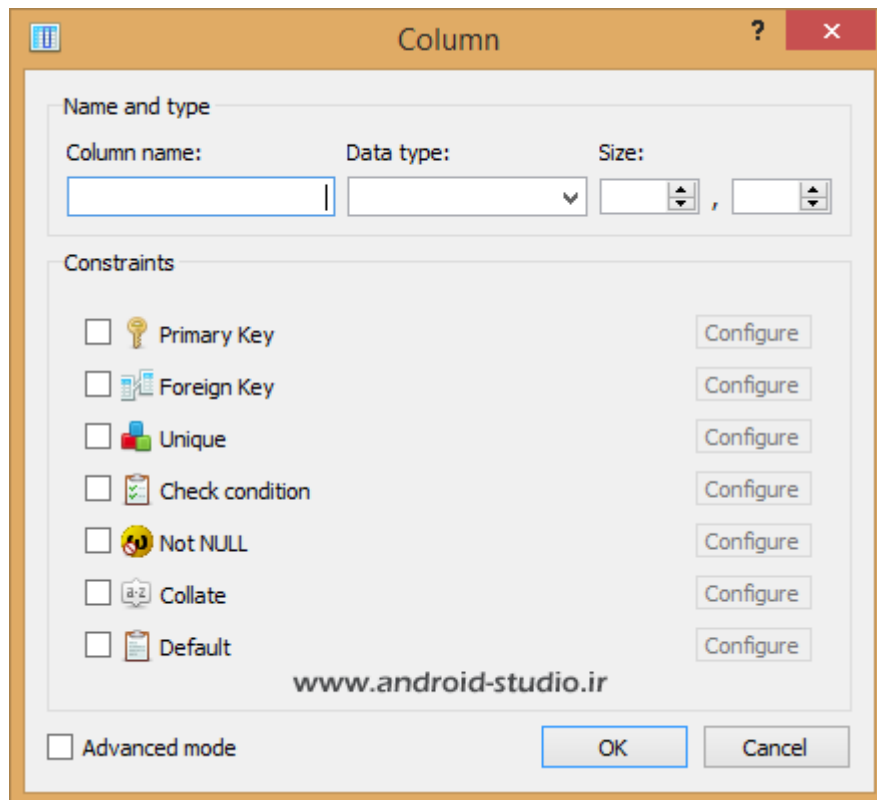 Column
?
Name and type
Column name: Data type: Size:
,
Constraints
Primary Key Configure
Foreign Key Configure
Unique Configure
Check condition Configure
Not NULL Configure
a-z Collate Configure
Default Configure
www.android-studio.ir
Advanced mode OK Cancel